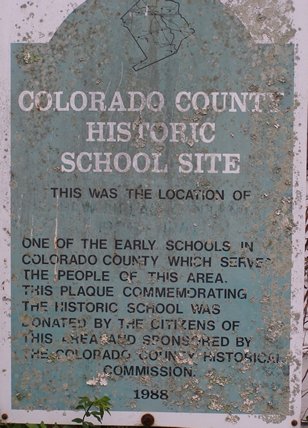 COLORADO COUNTY
HISTORIC
SCHOOL SITE
THIS WAS THE LOCATION OF
ONE OF THE EARLY SCHOOLS IN
COLORADO COUNTY WHICH SERVED
THE PEOPLE OF THIS AREA.
THIS PLAQUE COMMEMORATING
THE HISTORIC SCHOOL WAS
DONATED BY THE CITIZENS OF
THIS AREA AND SPONSORED BY
THE COLORADO COUNTY HISTORICAL
COMMISSION.
1988